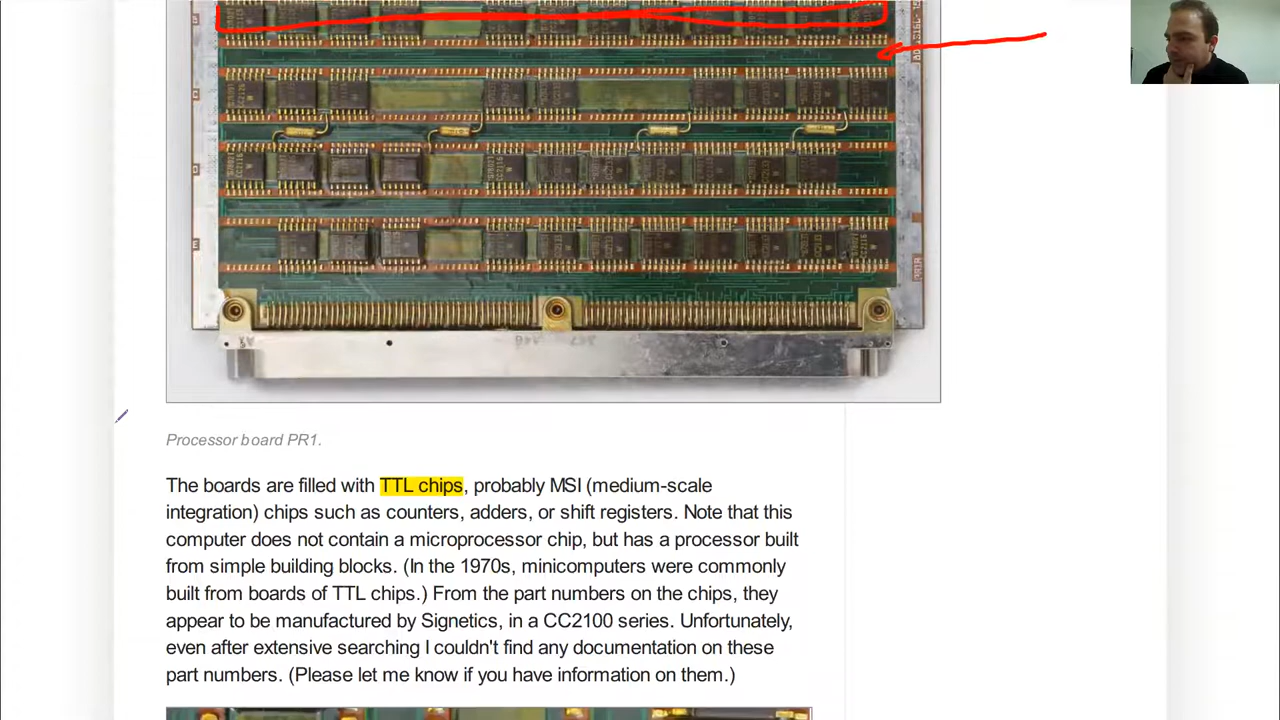 Processor board PR1.
The boards are filled with TTL chips, probably MSI (medium-scale
integration) chips such as counters, adders, or shift registers. Note that this
computer does not contain a microprocessor chip, but has a processor built
from simple building blocks. (In the 1970s, minicomputers were commonly
built from boards of TTL chips.) From the part numbers on the chips, they
appear to be manufactured by Signetics, in a CC2100 series. Unfortunately,
even after extensive searching I couldn't find any documentation on these
part numbers. (Please let me know if you have information on them.)